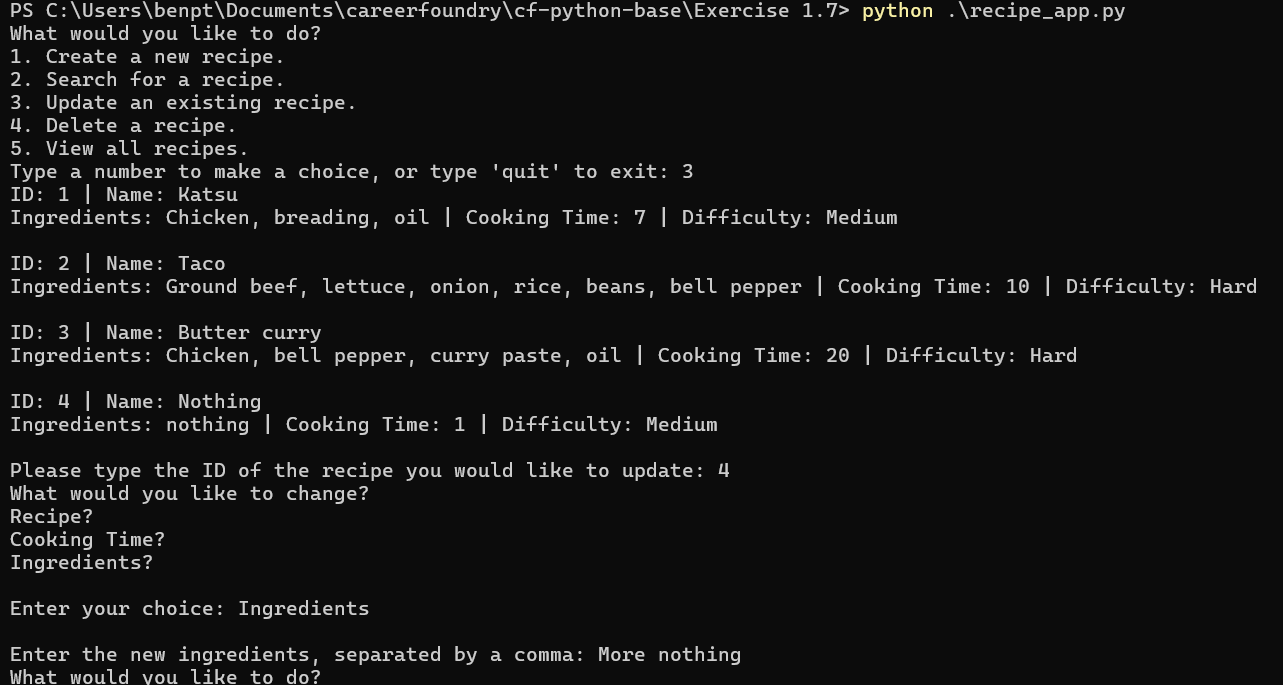 PS C:\Users\benpt\Documents\careerfoundry\cf-python-base\Exercise 1.7> python .\recipe_app.py
What would you like to do?
1. Create a new recipe.
2. Search for a recipe.
3. Update an existing recipe.
4. Delete a recipe.
5. View all recipes.
Type a number to make a choice, or type 'quit' to exit: 3
ID: 1 | Name: Katsu
Ingredients: Chicken, breading, oil | Cooking Time: 7 | Difficulty: Medium
ID: 2 | Name: Taco
Ingredients: Ground beef, lettuce, onion, rice, beans, bell pepper | Cooking Time: 10 | Difficulty: Hard
ID: 3 | Name: Butter curry
Ingredients: Chicken, bell pepper, curry paste, oil | Cooking Time: 20 | Difficulty: Hard
ID: 4 | Name: Nothing
Ingredients: nothing | Cooking Time: 1 | Difficulty: Medium
Please type the ID of the recipe you would like to update: 4
What would you like to change?
Recipe?
Cooking Time?
Ingredients?
Enter your choice: Ingredients
Enter the new ingredients, separated by a comma: More nothing
What would you like to do?